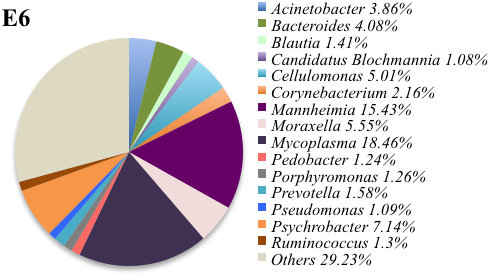 E6
Acinetobacter 3.86%
Bacteroides 4.08%
Blautia 1.41%
Candidatus Blochmannia 1.08%
Cellulomonas 5.01%
Corynebacterium 2.16%
Mannheimia 15.43%
Moraxella 5.55%
Mycoplasma 18.46%
Pedobacter 1.24%
Porphyromonas 1.26%
Prevotella 1.58%
Pseudomonas 1.09%
Psychrobacter 7.14%
Ruminococcus 1.3%
Others 29.23%